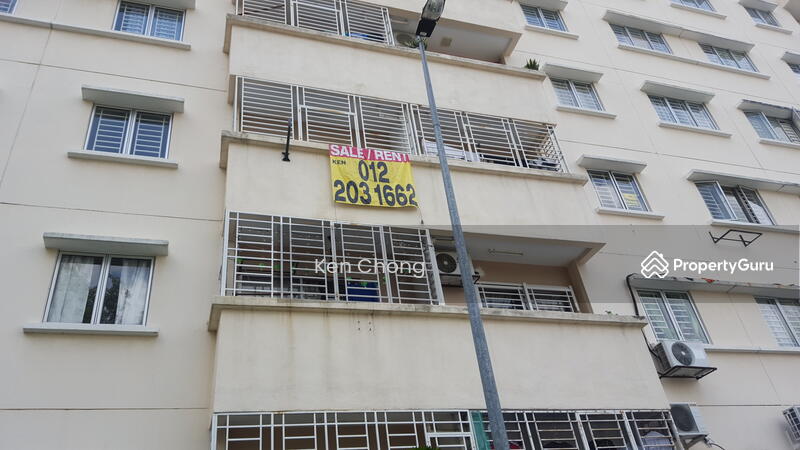 SALE/RENT
KEN
012
203 1662
Ken Chong
PropertyGuru